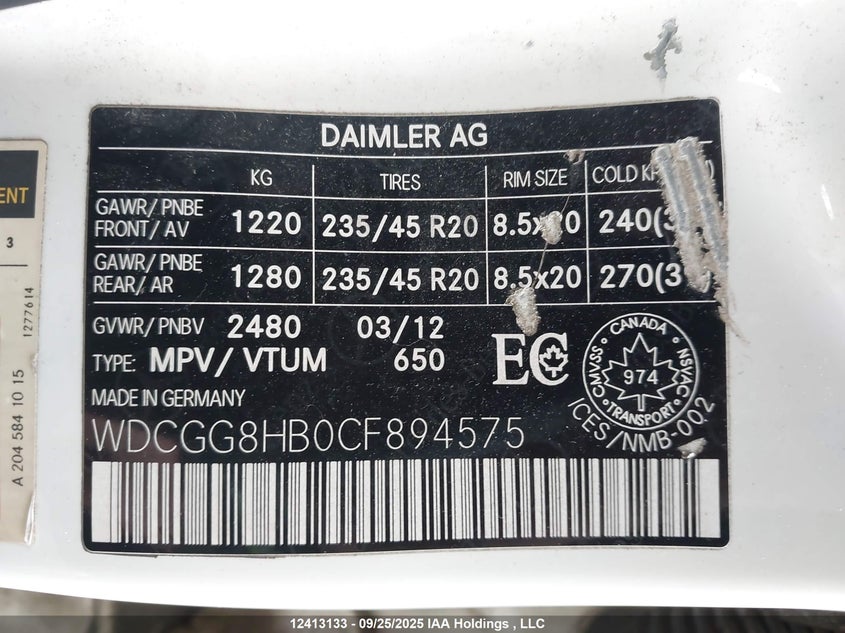 DAIMLER AG
KG TIRES RIM SIZE COLD
GAWR/ PNBE
FRONT/ AV 1220 235/45 R20 240(3
GAWR/ PNBE
REAR/ AR 1280 235/45 R20 8.5x20 270(3
GVWR/PNBV 2480 03/12
TYPE: MPV/ VTUM 650
EC
CANADA
CMVSS 974 NSVAC
TRANSPORT
ICES/NMB-002
MADE IN GERMANY
WDCGG8HB0CF894575
ENT
3
1277614
A 204 584 10 15
12413133 - 09/25/2025 IAA Holdings , LLC